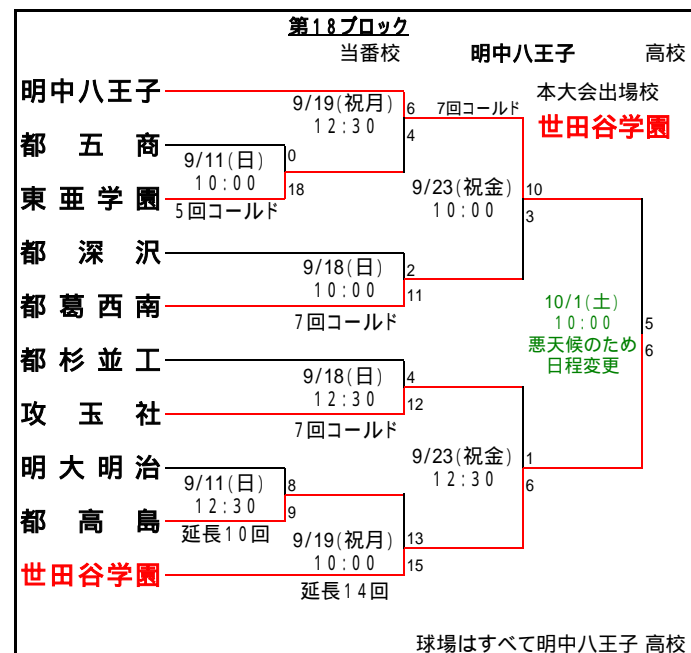 第18ブロック
当番校 明中八王子 高校
本大会出場校
世田谷学園
明中八王子
9/19(祝月)
12:30
6
4
7回コールド
都五商
9/11(日)
10:00
0
18
東亜学園
5回コールド
9/23(祝金)
10:00
10
3
都深沢
9/18(日)
10:00
2
11
都葛西南
7回コールド
10/1(土)
10:00
悪天候のため
日程変更
5
6
都杉並工
9/18(日)
12:30
4
12
攻玉社
7回コールド
9/23(祝金)
12:30
1
6
明大明治
9/11(日)
12:30
8
9
都高島
延長10回
9/19(祝月)
10:00
13
15
世田谷学園
延長14回
球場はすべて明中八王子 高校